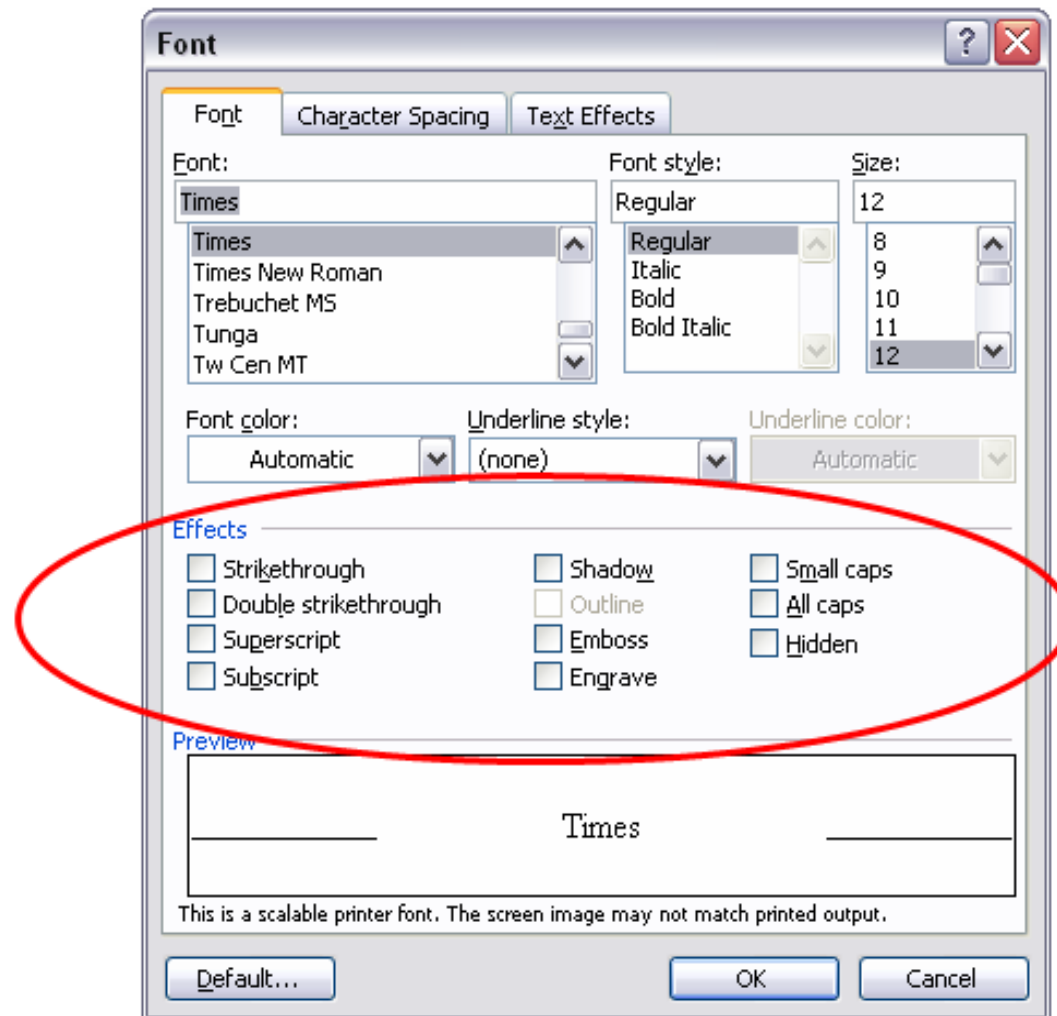 Font
Font Character Spacing Text Effects
Font: Font style: Size:
Times Regular 12
Times Regular 8
Times New Roman Italic 9
Trebuchet MS Bold 10
Tunga Bold Italic 11
Tw Cen MT 12
Font color: Underline style: Underline color:
Automatic (none) Automatic
Effects
Strikethrough Shadow Small caps
Double strikethrough Outline All caps
Superscript Emboss Hidden
Subscript Engrave
Preview
Times
This is a scalable printer font. The screen image may not match printed output.
Default... OK Cancel